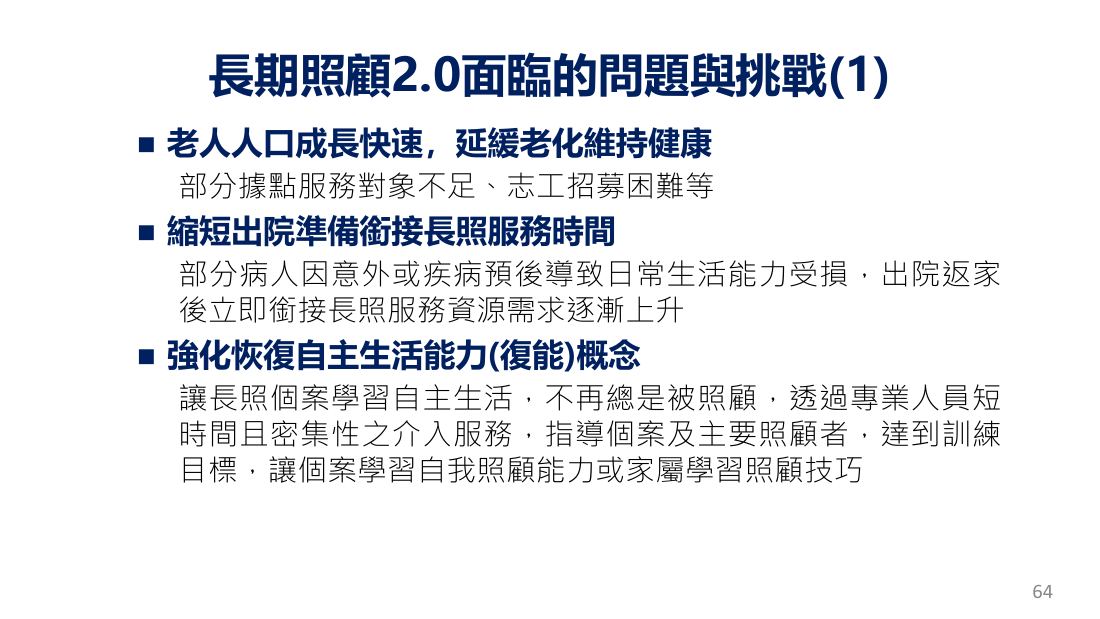 長期照顧2.0面臨的問題與挑戰(1)
■ 老人人口成長快速，延緩老化維持健康
部分據點服務對象不足、志工招募困難等
■ 縮短出院準備銜接長照服務時間
部分病人因意外或疾病預後導致日常生活能力受損，出院返家
後立即銜接長照服務資源需求逐漸上升
■ 強化恢復自主生活能力(復能)概念
讓長照個案學習自主生活，不再總是被照顧，透過專業人員短
時間且密集性之介入服務，指導個案及主要照顧者，達到訓練
目標，讓個案學習自我照顧能力或家屬學習照顧技巧
64